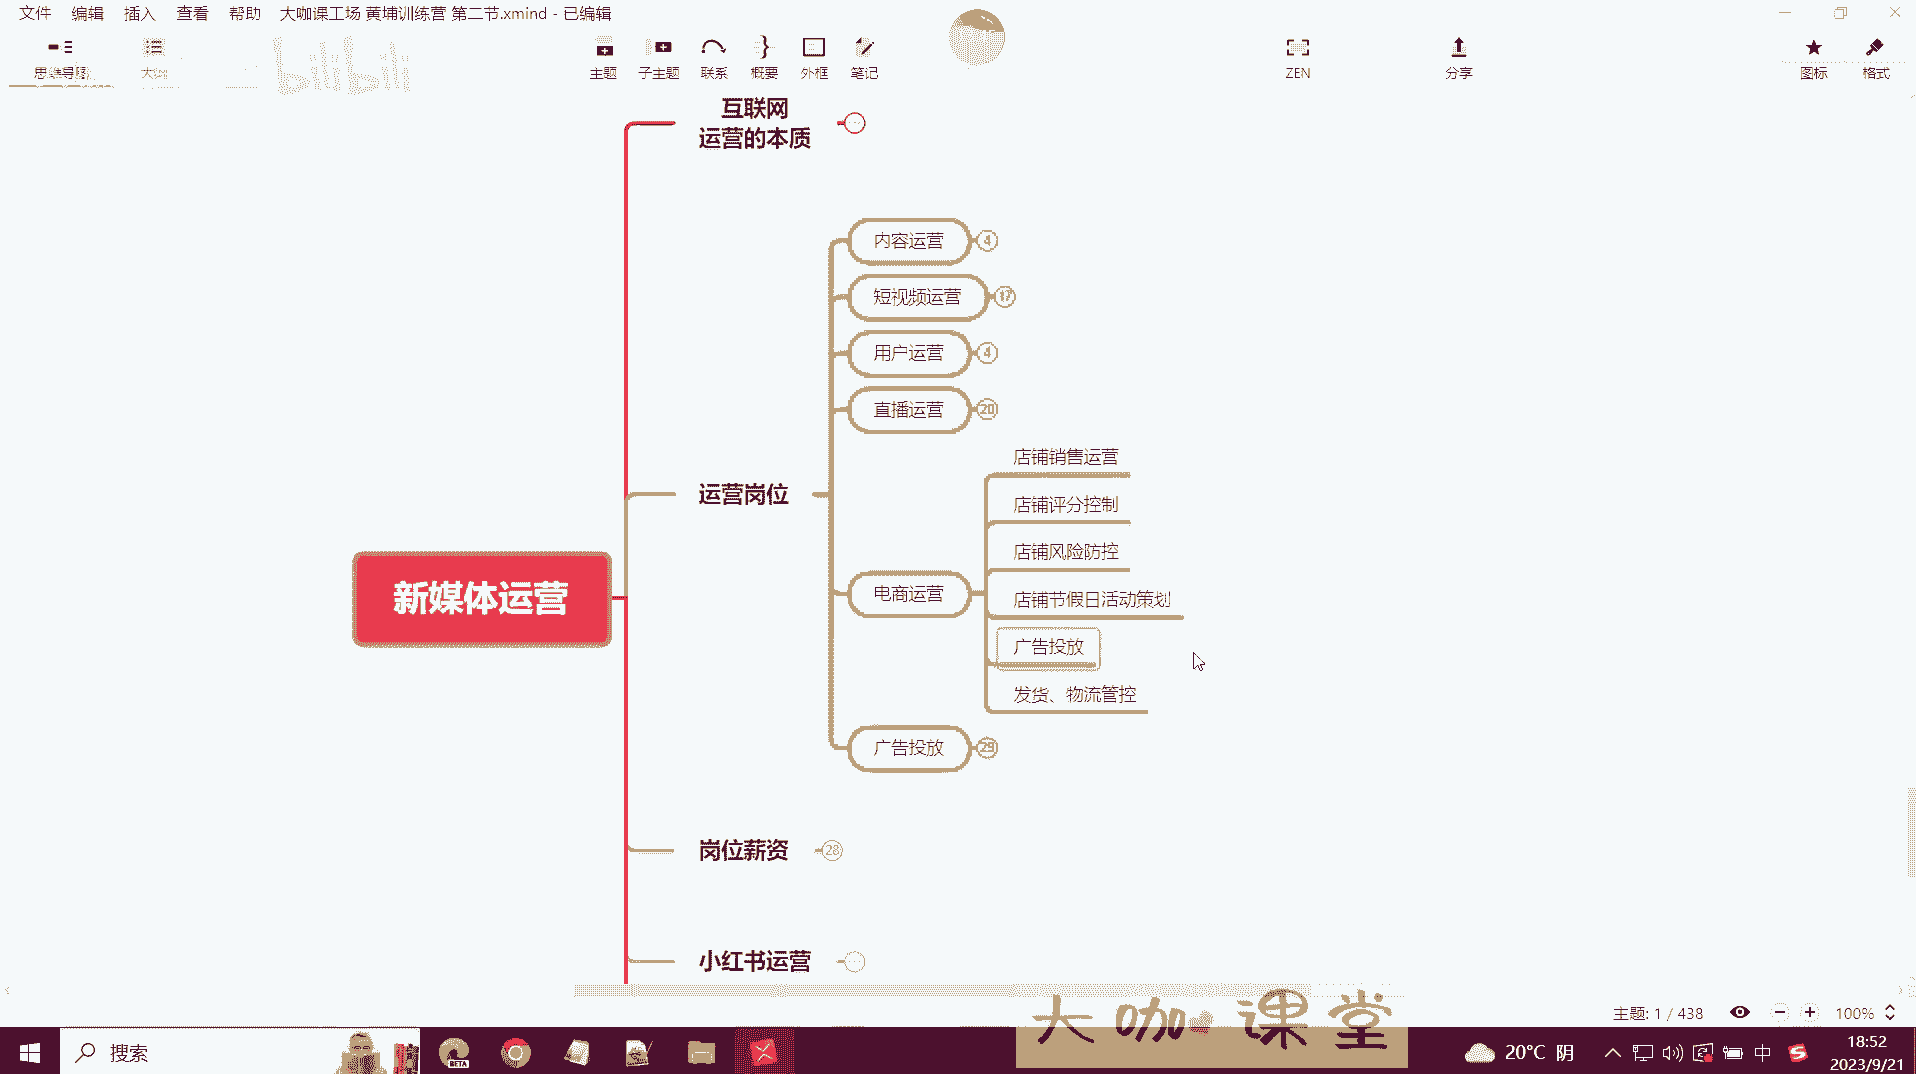 文件 编辑 插入 查看 帮助 大咖课工场 黄埔训练营 第二节.xmind - 已编辑
思维导图 大纲 bilibili 主题 子主题 联系 概要 外框 笔记 ZEN 分享 图标 格式
互联网
运营的本质
内容运营 4
短视频运营 17
用户运营 4
直播运营 20
店铺销售运营
运营岗位
店铺评分控制
店铺风险防控
新媒体运营
电商运营
店铺节假日活动策划
广告投放
发货、物流管控
广告投放 29
岗位薪资 28
小红书运营
大咖课堂
主题: 1 / 438 100%
搜索 BETA 20°C 阴 中 18:52
2023/9/21